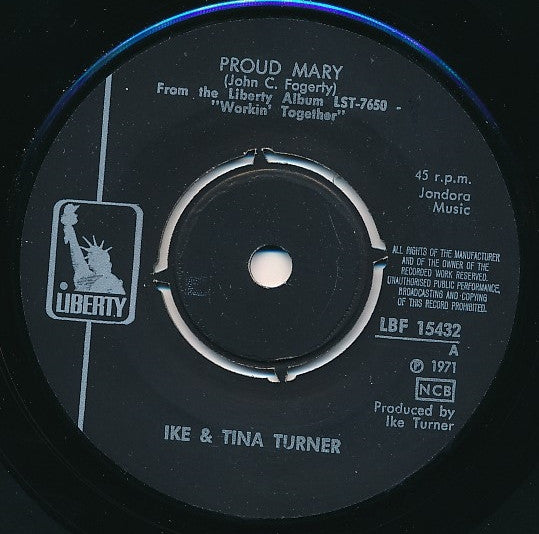 PROUD MARY
(John C. Fogerty)
From the Liberty Album LST-7650 -
"Workin' Together"
45 r.p.m.
Jondora
Music
LIBERTY
ALL RIGHTS OF THE MANUFACTURER
AND OF THE OWNER OF THE
RECORDED WORK RESERVED.
UNAUTHORISED PUBLIC PERFORMANCE,
BROADCASTING AND COPYING
OF THIS RECORD PROHIBITED.
LBF 15432
A
℗ 1971
NCB
Produced by
Ike Turner
IKE & TINA TURNER